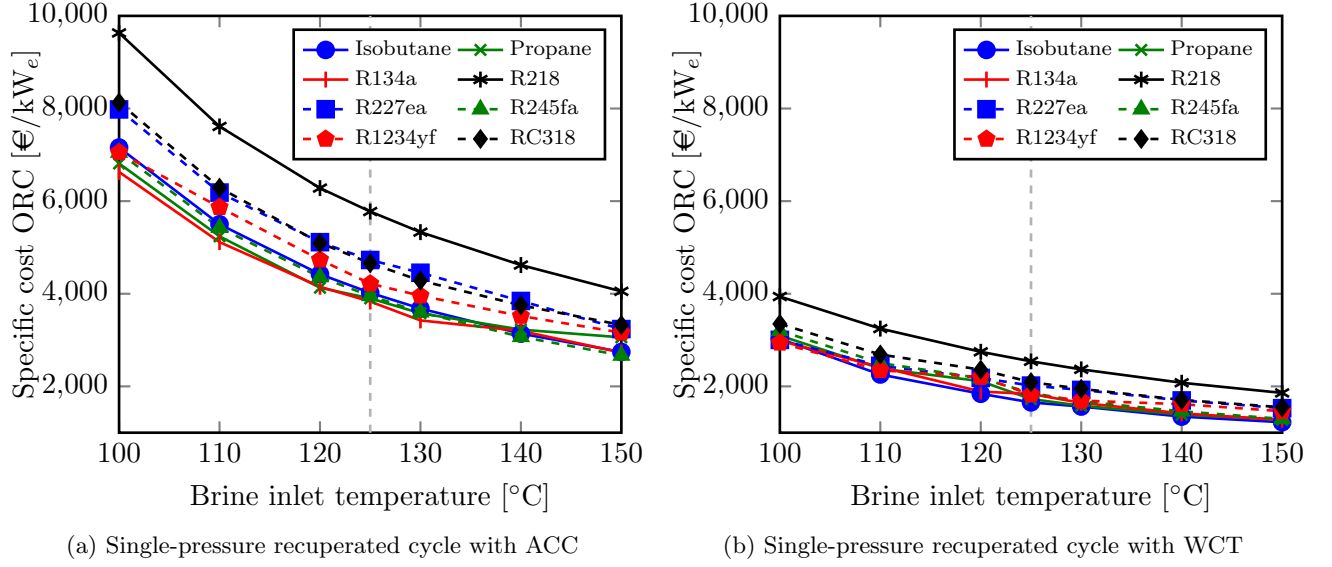 10,000
8,000
6,000
4,000
2,000
Specific cost ORC [€/kWe]
100 110 120 130 140 150
Brine inlet temperature [°C]
Isobutane Propane
R134a R218
R227ea R245fa
R1234yf RC318
(a) Single-pressure recuperated cycle with ACC
10,000
8,000
6,000
4,000
2,000
Specific cost ORC [€/kWe]
100 110 120 130 140 150
Brine inlet temperature [°C]
Isobutane Propane
R134a R218
R227ea R245fa
R1234yf RC318
(b) Single-pressure recuperated cycle with WCT